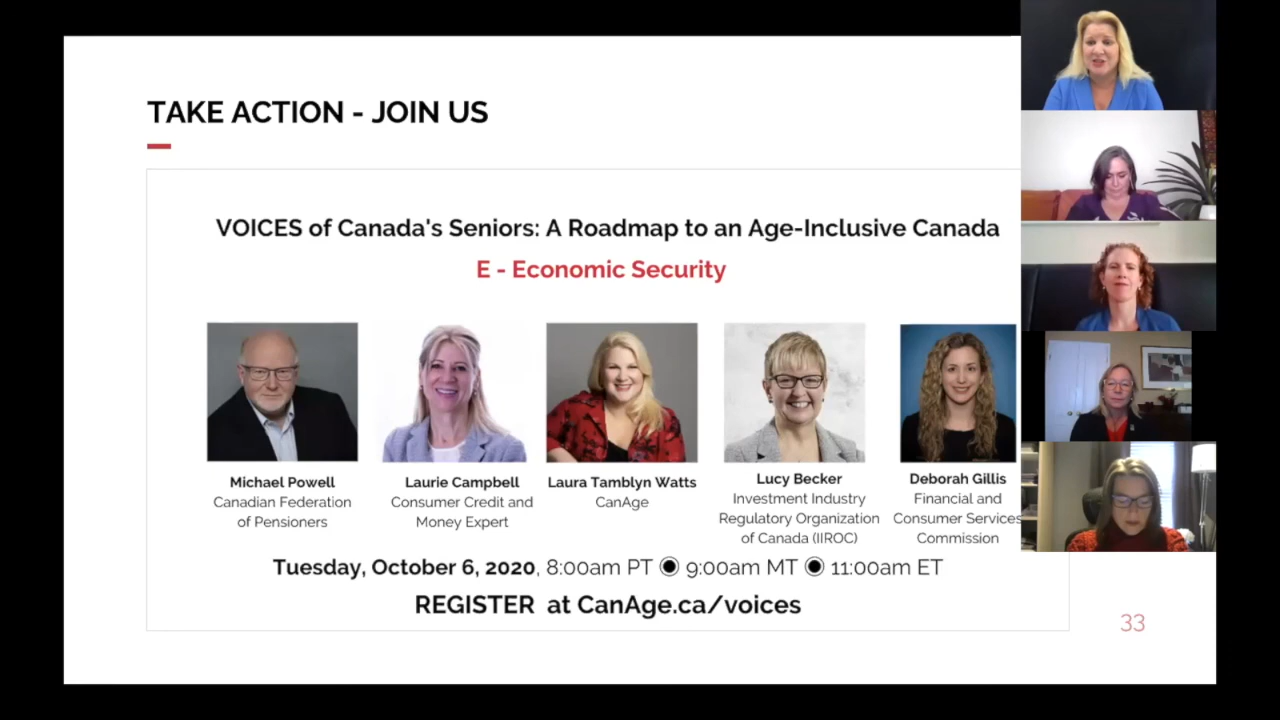 TAKE ACTION - JOIN US
VOICES of Canada's Seniors: A Roadmap to an Age-Inclusive Canada
E - Economic Security
Michael Powell
Canadian Federation
of Pensioners
Laurie Campbell
Consumer Credit and
Money Expert
Laura Tamblyn Watts
CanAge
Lucy Becker
Investment Industry
Regulatory Organization
of Canada (IIROC)
Deborah Gillis
Financial and
Consumer Services
Commission
Tuesday, October 6, 2020, 8:00am PT ◉ 9:00am MT ◉ 11:00am ET
REGISTER at CanAge.ca/voices
33